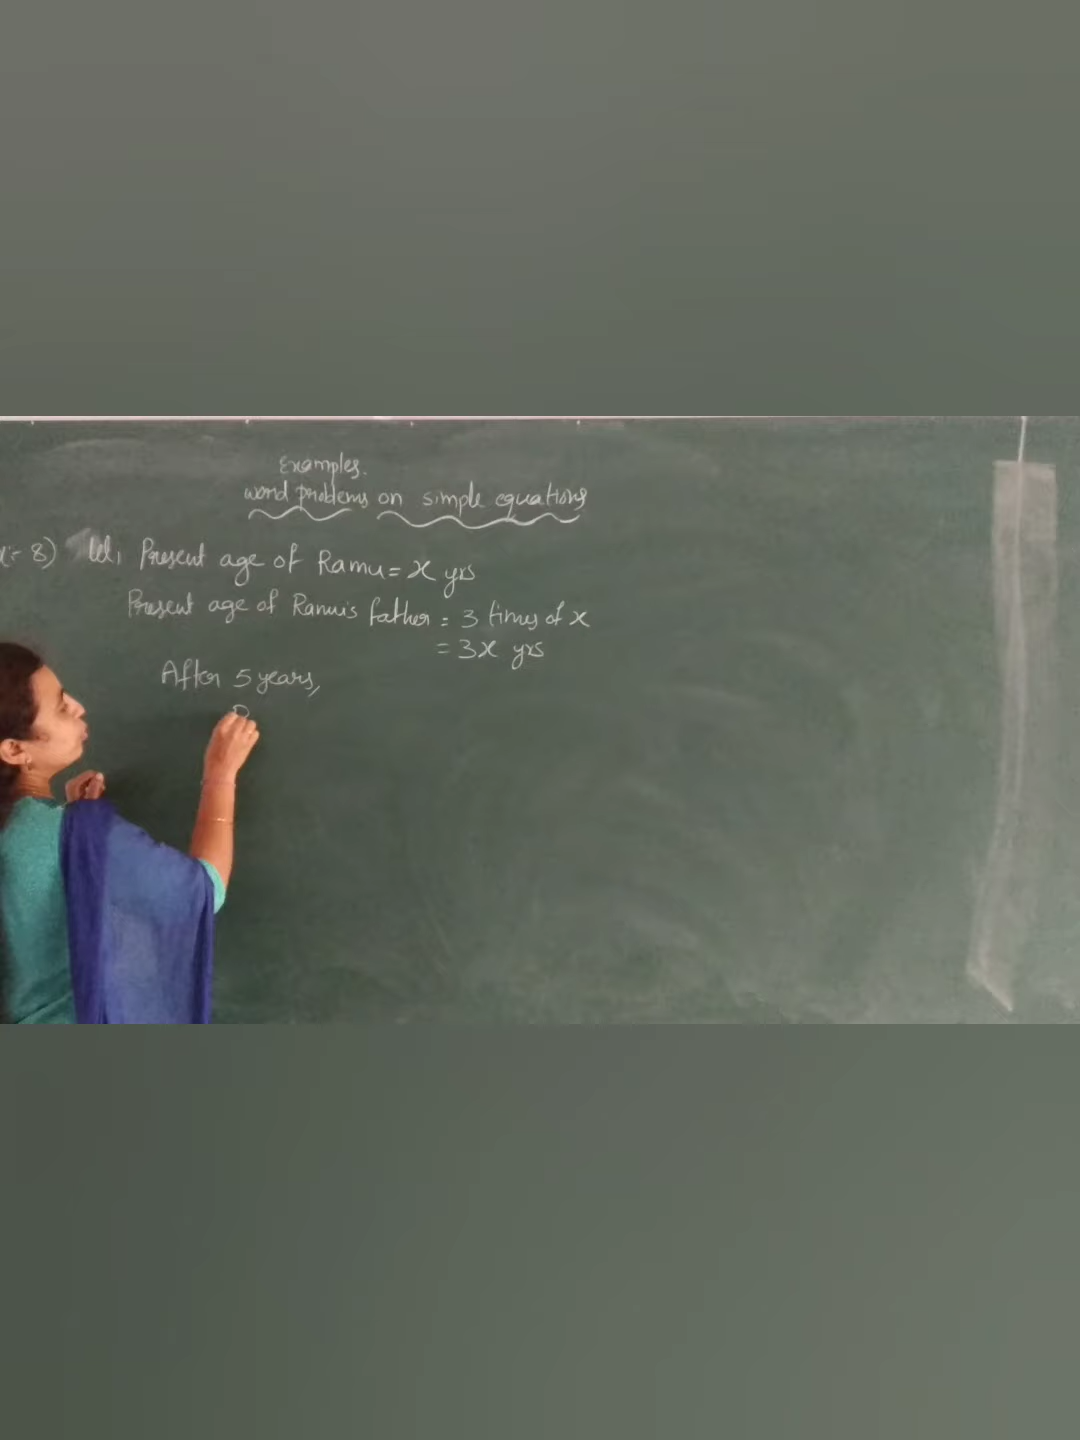 Examples.
word problems on simple equations
8) Let, Present age of Ramu = x yrs
Present age of Ramu's father = 3 times of x
= 3x yrs
After 5 years,